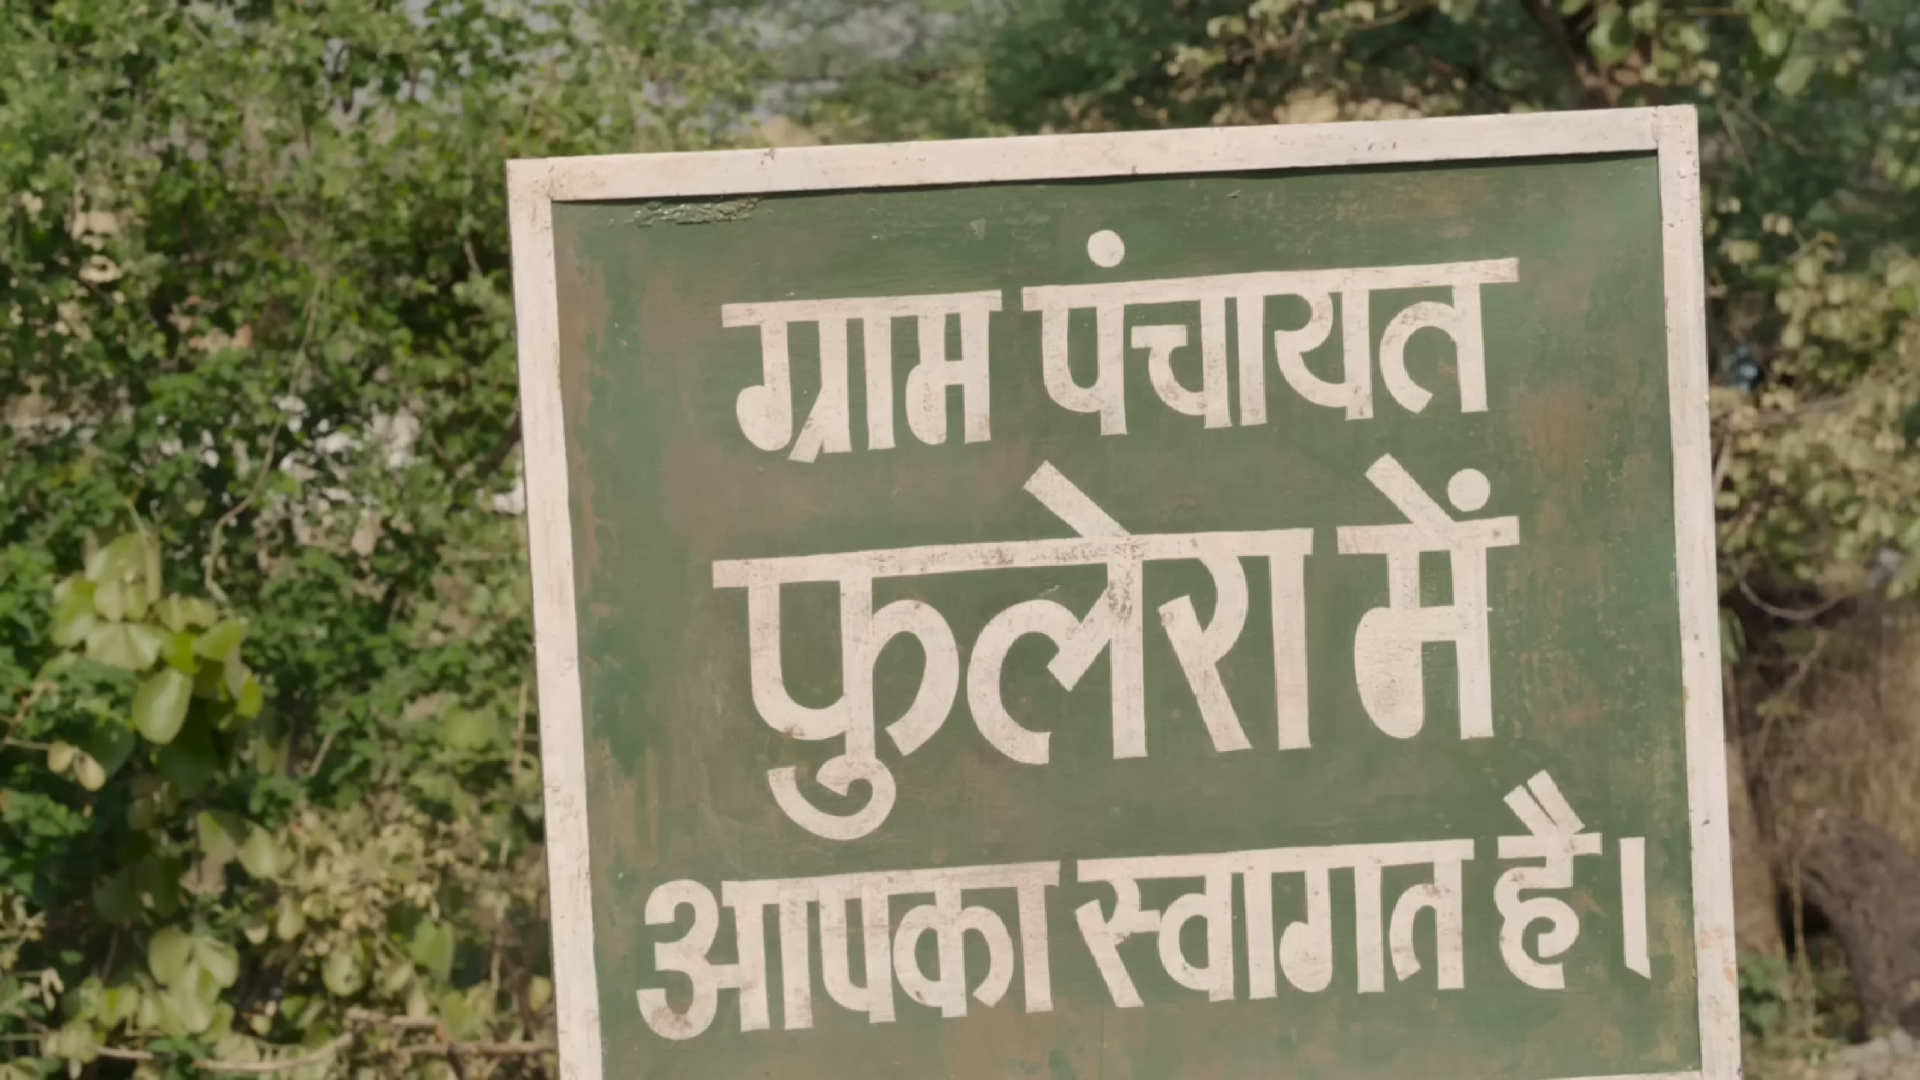 ग्राम पंचायत
फुलेरा में
आपका स्वागत है।